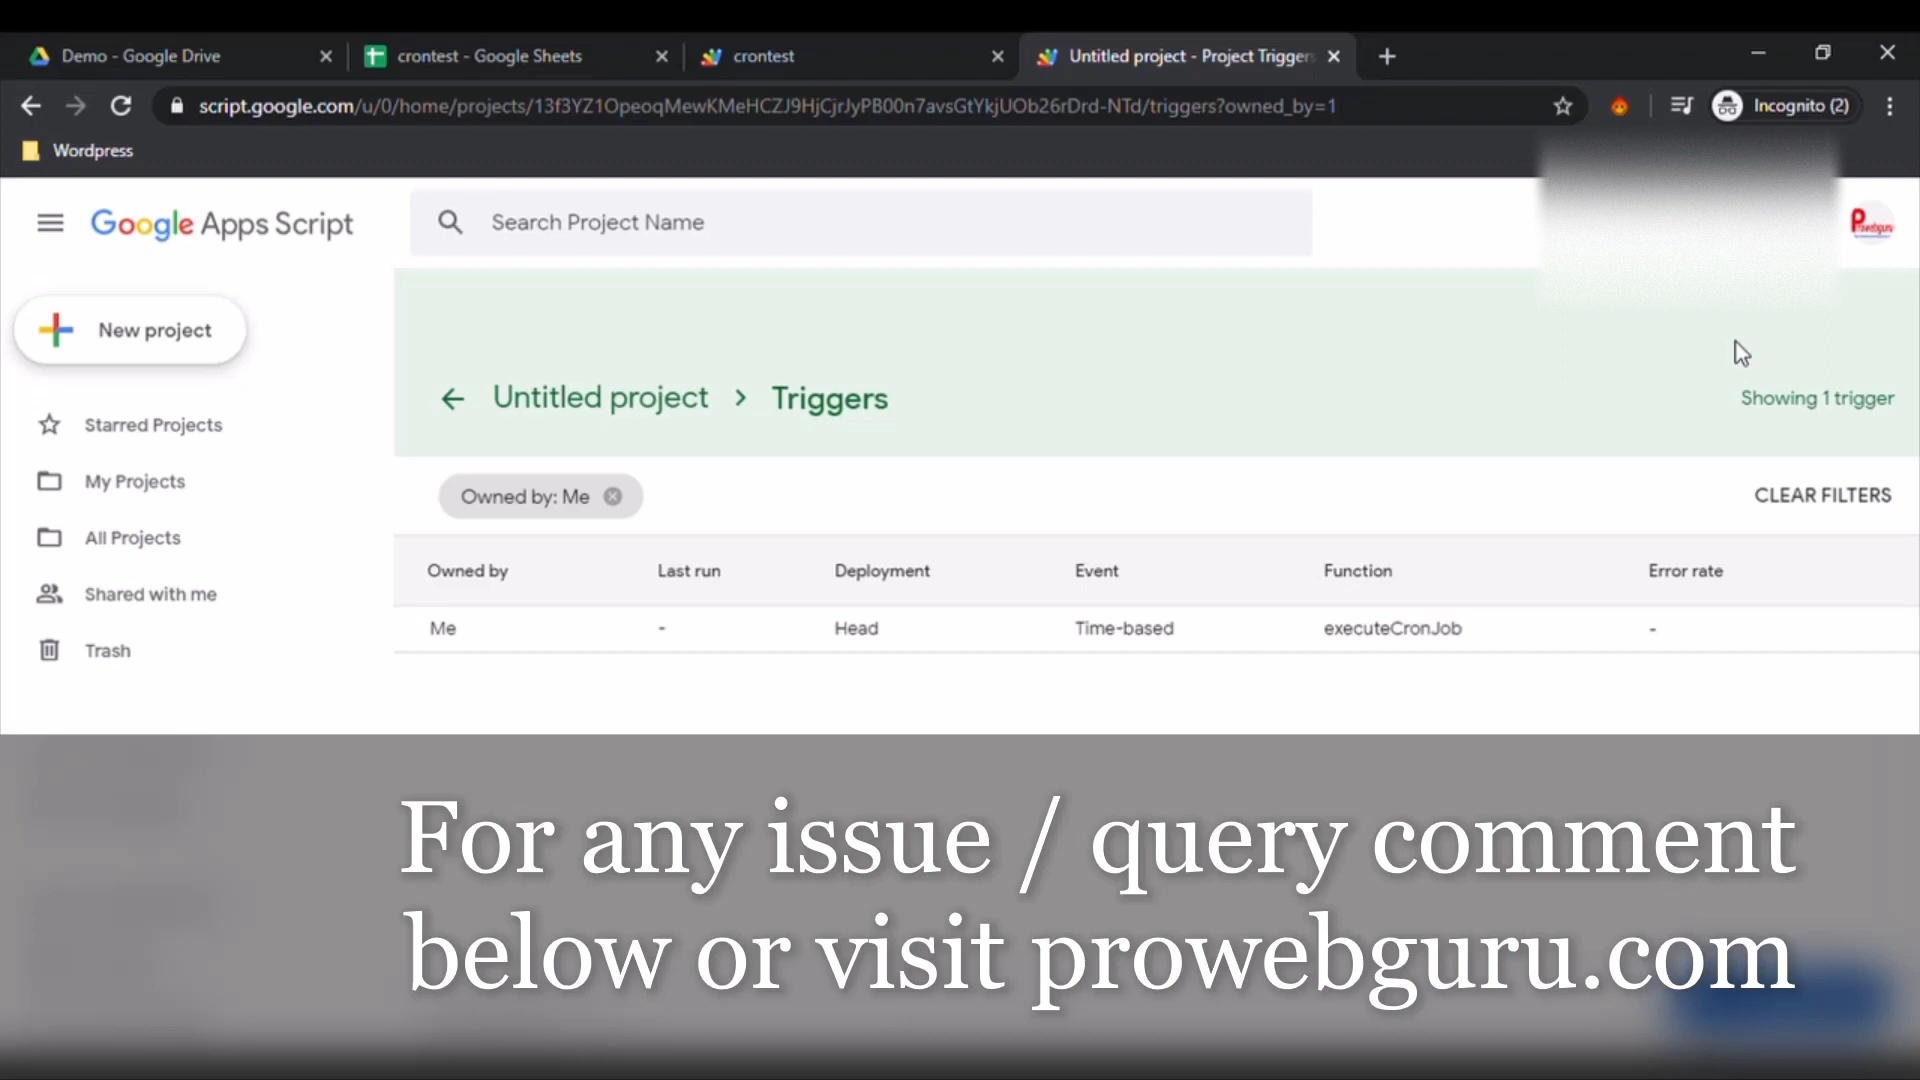 Demo - Google Drive
crontest - Google Sheets
crontest
Untitled project - Project Triggers
script.google.com/u/0/home/projects/13f3YZ1OpeoqMewKMeHCZJ9HjCjrJyPB00n7avsGtYkjUOb26rDrd-NTd/triggers?owned_by=1
Incognito (2)
Wordpress
Google Apps Script
Search Project Name
Prowebguru
New project
Untitled project > Triggers
Showing 1 trigger
Starred Projects
My Projects
All Projects
Shared with me
Trash
Owned by: Me
CLEAR FILTERS
Owned by Last run Deployment Event Function Error rate
Me - Head Time-based executeCronJob -
For any issue / query comment
below or visit prowebguru.com